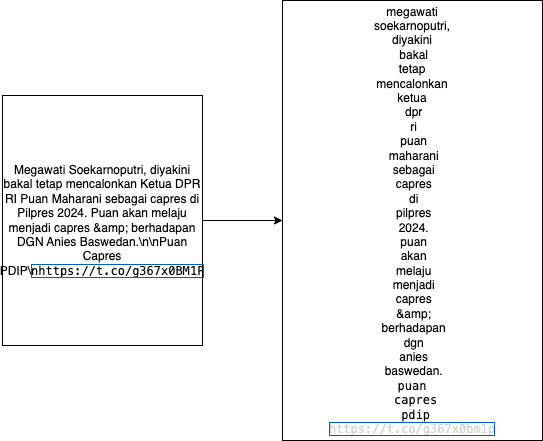 Megawati Soekarnoputri, diyakini
bakal tetap mencalonkan Ketua DPR
RI Puan Maharani sebagai capres di
Pilpres 2024. Puan akan melaju
menjadi capres &amp; berhadapan
DGN Anies Baswedan.\n\nPuan
Capres
PDIP\nhttps://t.co/g367x0BM1P
megawati
soekarnoputri,
diyakini
bakal
tetap
mencalonkan
ketua
dpr
ri
puan
maharani
sebagai
capres
di
pilpres
2024.
puan
akan
melaju
menjadi
capres
&amp;
berhadapan
dgn
anies
baswedan.
puan
capres
pdip
https://t.co/g367x0bm1p